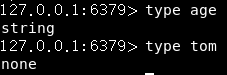 127.0.0.1:6379> type age
string
127.0.0.1:6379> type tom
none